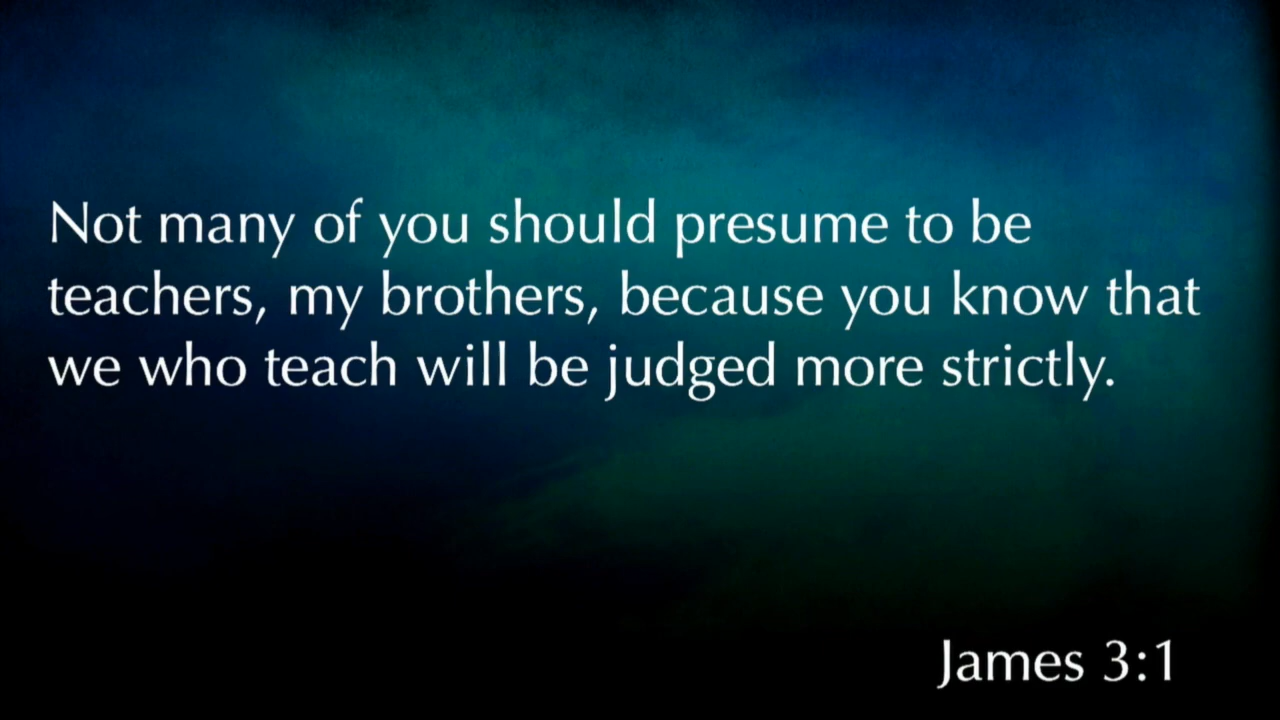 Not many of you should presume to be
teachers, my brothers, because you know that
we who teach will be judged more strictly.
James 3:1